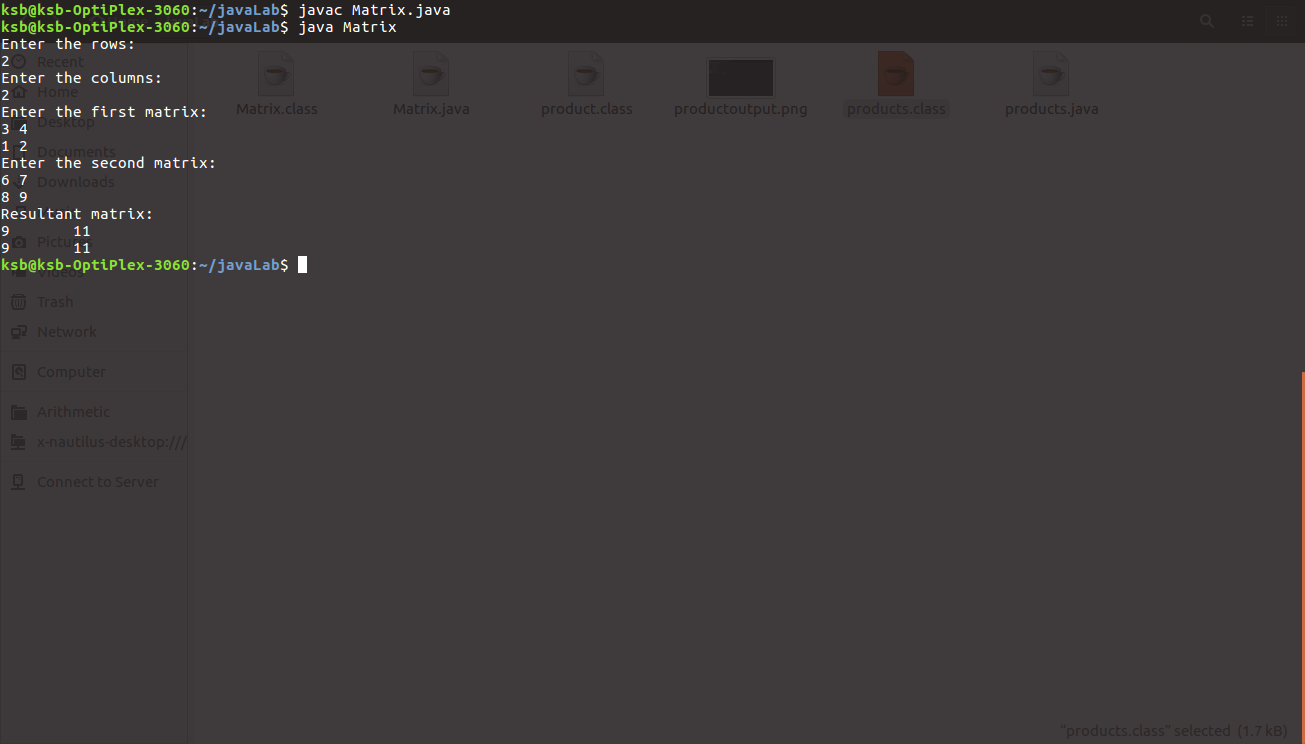 ksb@ksb-OptiPlex-3060:~/javaLab$ javac Matrix.java
ksb@ksb-OptiPlex-3060:~/javaLab$ java Matrix
Enter the rows:
2
Enter the columns:
2
Enter the first matrix:
3 4
1 2
Enter the second matrix:
6 7
8 9
Resultant matrix:
9 11
9 11
ksb@ksb-OptiPlex-3060:~/javaLab$
Recent
Home
Desktop
Documents
Downloads
Pictures
Videos
Trash
Network
Computer
Arithmetic
x-nautilus-desktop:///
Connect to Server
Matrix.class
Matrix.java
product.class
productoutput.png
products.class
products.java
"products.class" selected (1.7 kB)